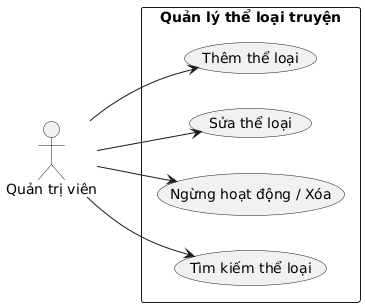 Quản lý thể loại truyện
Thêm thể loại
Sửa thể loại
Quản trị viên
Ngừng hoạt động / Xóa
Tìm kiếm thể loại